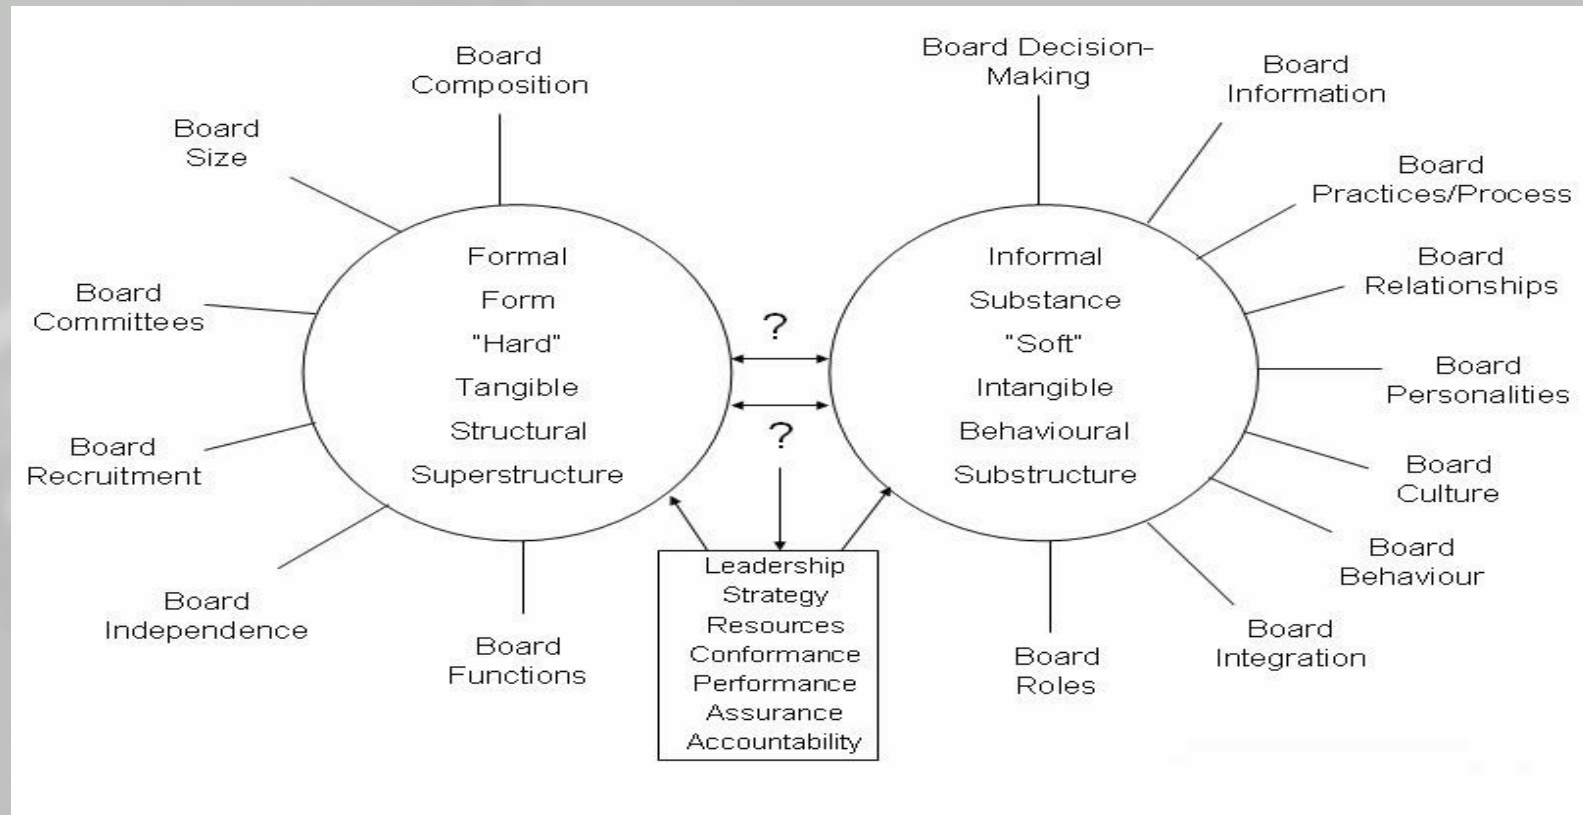 Board
Composition
Board
Size
Board
Committees
Board
Recruitment
Board
Independence
Board
Functions
Formal
Form
"Hard"
Tangible
Structural
Superstructure
?
?
Leadership
Strategy
Resources
Conformance
Performance
Assurance
Accountability
Informal
Substance
"Soft"
Intangible
Behavioural
Substructure
Board Decision-
Making
Board
Information
Board
Practices/Process
Board
Relationships
Board
Personalities
Board
Culture
Board
Behaviour
Board
Integration
Board
Roles